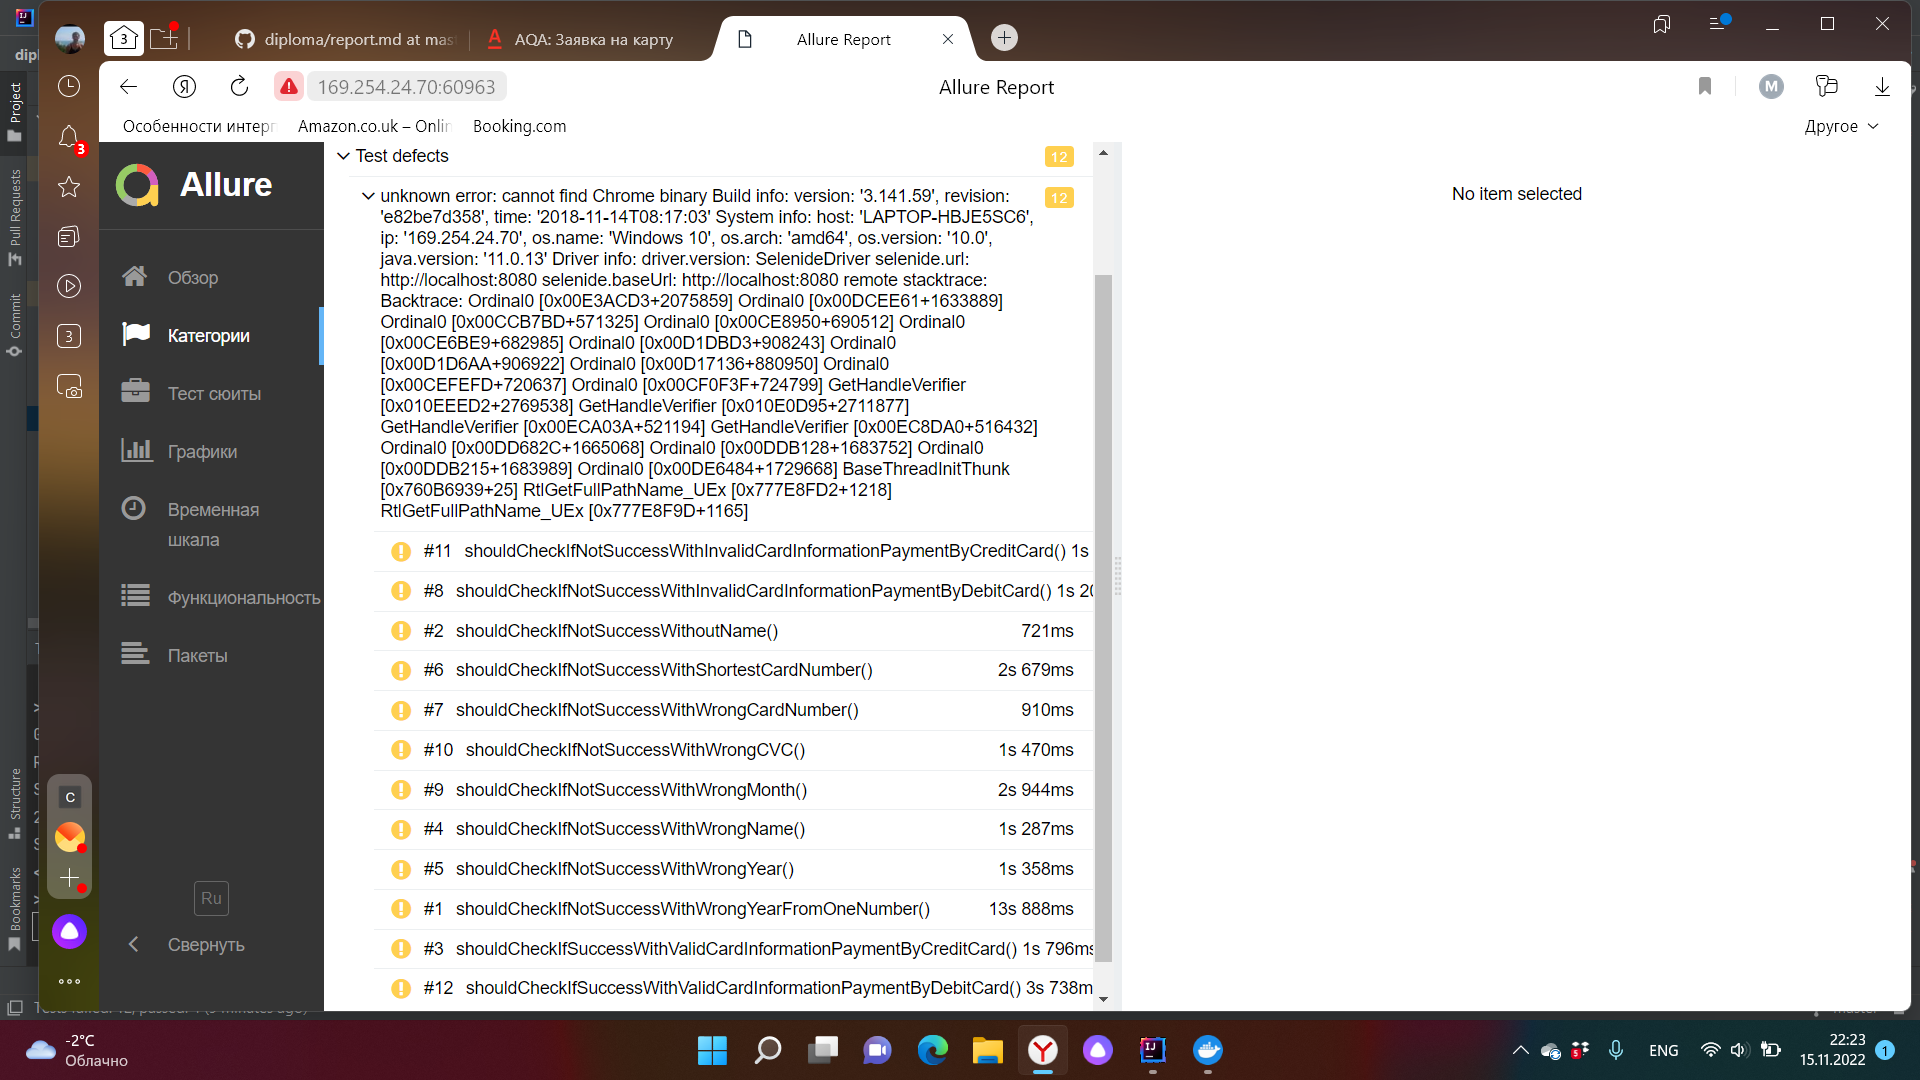 3
diploma/report.md at mas
AQA: Заявка на карту
Allure Report
169.254.24.70:60963
Allure Report
M
Особенности интер
Amazon.co.uk – Onlin
Booking.com
Другое
dip
Project
Pull Requests
Commit
Structure
Bookmarks
3
3
C
Allure
Обзор
Категории
Тест сюиты
Графики
Временная
шкала
Функциональность
Пакеты
Ru
Свернуть
Test defects 12
unknown error: cannot find Chrome binary Build info: version: '3.141.59', revision: 12
'e82be7d358', time: '2018-11-14T08:17:03' System info: host: 'LAPTOP-HBJE5SC6',
ip: '169.254.24.70', os.name: 'Windows 10', os.arch: 'amd64', os.version: '10.0',
java.version: '11.0.13' Driver info: driver.version: SelenideDriver selenide.url:
http://localhost:8080 selenide.baseUrl: http://localhost:8080 remote stacktrace:
Backtrace: Ordinal0 [0x00E3ACD3+2075859] Ordinal0 [0x00DCEE61+1633889]
Ordinal0 [0x00CCB7BD+571325] Ordinal0 [0x00CE8950+690512] Ordinal0
[0x00CE6BE9+682985] Ordinal0 [0x00D1DBD3+908243] Ordinal0
[0x00D1D6AA+906922] Ordinal0 [0x00D17136+880950] Ordinal0
[0x00CEFEFD+720637] Ordinal0 [0x00CF0F3F+724799] GetHandleVerifier
[0x010EEED2+2769538] GetHandleVerifier [0x010E0D95+2711877]
GetHandleVerifier [0x00ECA03A+521194] GetHandleVerifier [0x00EC8DA0+516432]
Ordinal0 [0x00DD682C+1665068] Ordinal0 [0x00DDB128+1683752] Ordinal0
[0x00DDB215+1683989] Ordinal0 [0x00DE6484+1729668] BaseThreadInitThunk
[0x760B6939+25] RtlGetFullPathName_UEx [0x777E8FD2+1218]
RtlGetFullPathName_UEx [0x777E8F9D+1165]
#11 shouldCheckIfNotSuccessWithInvalidCardInformationPaymentByCreditCard() 1s
#8 shouldCheckIfNotSuccessWithInvalidCardInformationPaymentByDebitCard() 1s 20
#2 shouldCheckIfNotSuccessWithoutName() 721ms
#6 shouldCheckIfNotSuccessWithShortestCardNumber() 2s 679ms
#7 shouldCheckIfNotSuccessWithWrongCardNumber() 910ms
#10 shouldCheckIfNotSuccessWithWrongCVC() 1s 470ms
#9 shouldCheckIfNotSuccessWithWrongMonth() 2s 944ms
#4 shouldCheckIfNotSuccessWithWrongName() 1s 287ms
#5 shouldCheckIfNotSuccessWithWrongYear() 1s 358ms
#1 shouldCheckIfNotSuccessWithWrongYearFromOneNumber() 13s 888ms
#3 shouldCheckIfSuccessWithValidCardInformationPaymentByCreditCard() 1s 796ms
#12 shouldCheckIfSuccessWithValidCardInformationPaymentByDebitCard() 3s 738m
No item selected
-2°C
Облачно
ENG
22:23
15.11.2022
1